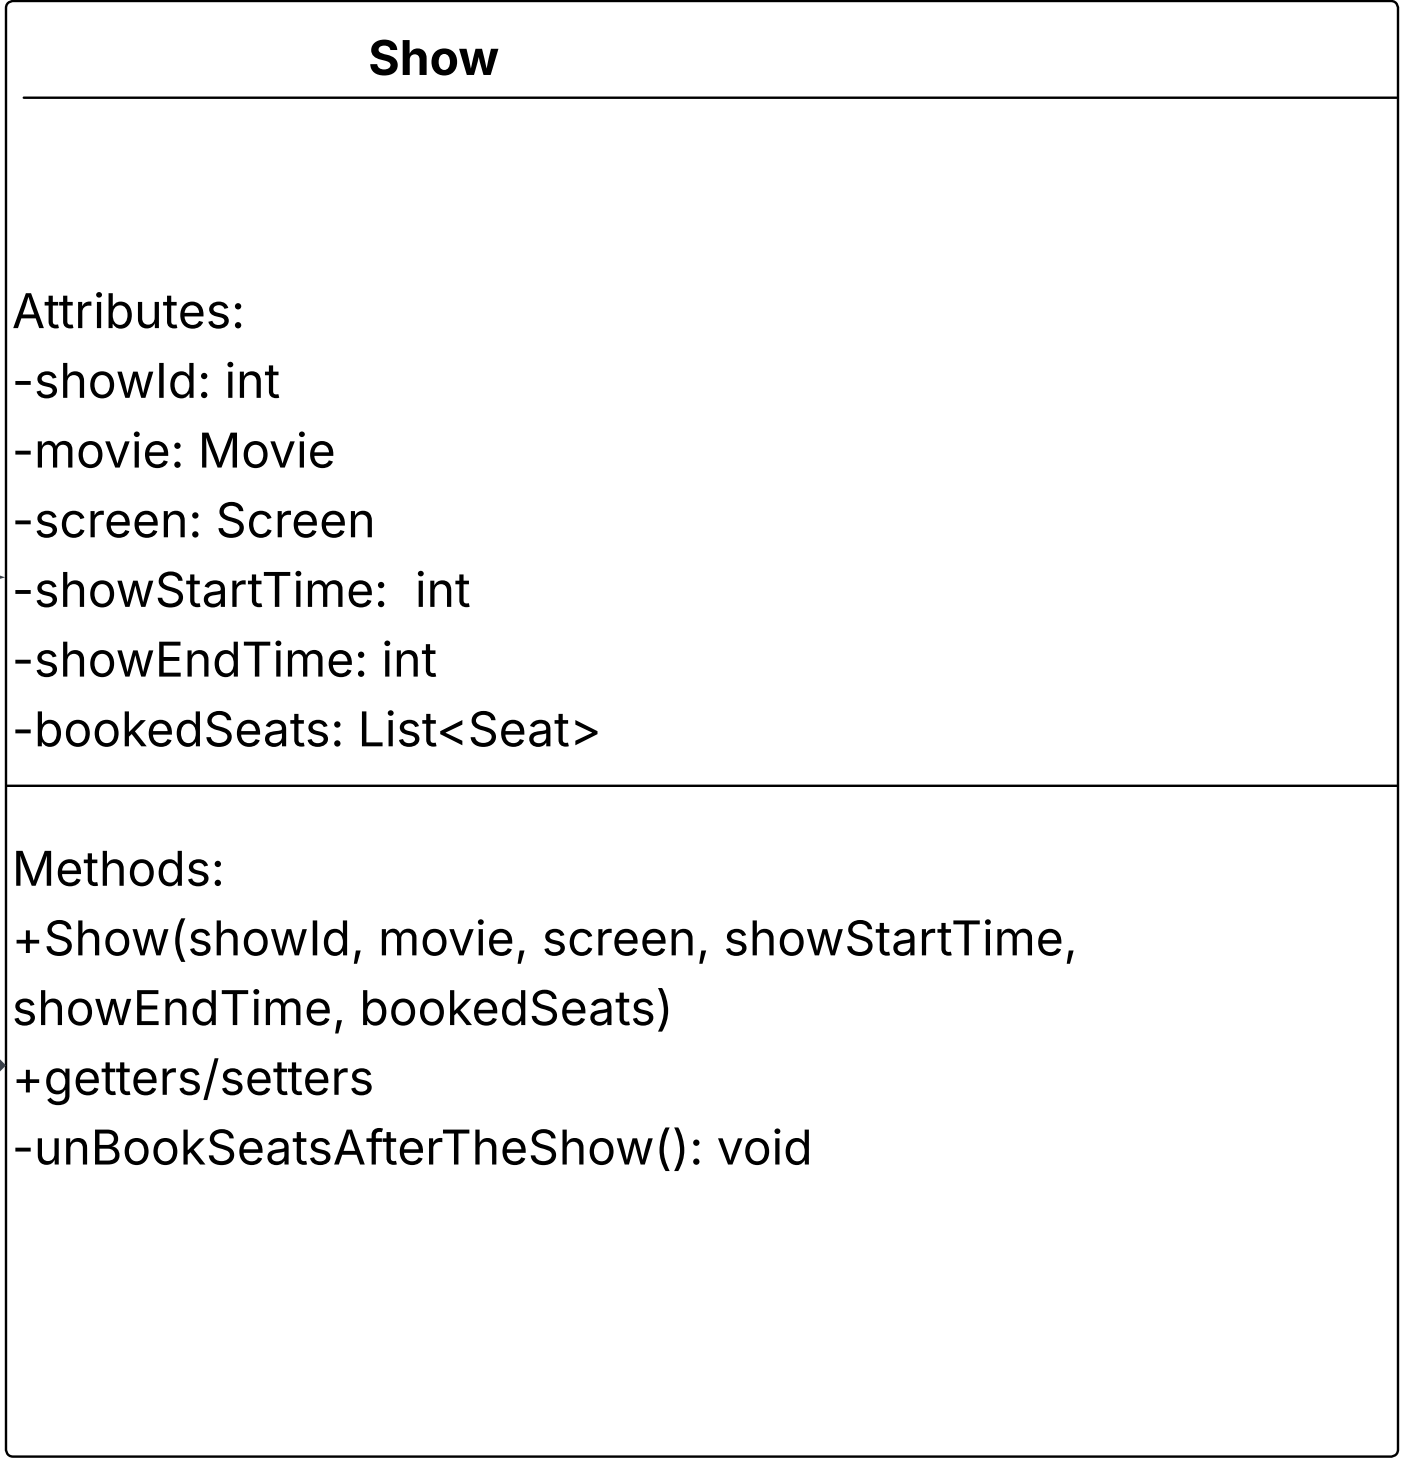 Show
Attributes:
-showId: int
-movie: Movie
-screen: Screen
-showStartTime:  int
-showEndTime: int
-bookedSeats: List<Seat>
Methods:
+Show(showId, movie, screen, showStartTime,
showEndTime, bookedSeats)
+getters/setters
-unBookSeatsAfterTheShow(): void